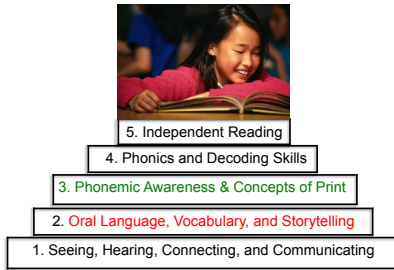 5. Independent Reading
4. Phonics and Decoding Skills
3. Phonemic Awareness & Concepts of Print
2. Oral Language, Vocabulary, and Storytelling
1. Seeing, Hearing, Connecting, and Communicating